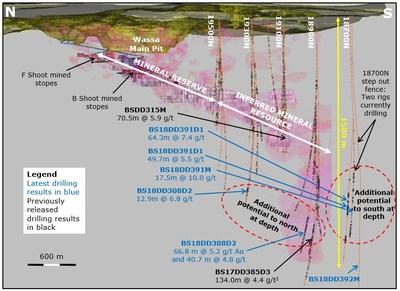 N
S
Wassa
Main Pit
19500N
19300N
19100N
18900N
18700N
F Shoot mined
stopes
B Shoot mined
stopes
MINERAL RESERVE
INFERRED MINERAL
RESOURCE
18700N
step out
fence:
Two rigs
currently
drilling
1500 m
BSDD315M
70.5m @ 5.9 g/t
BS18DD391D1
64.3m @ 7.4 g/t
BS18DD391D1
49.7m @ 5.5 g/t
BS18DD391M
17.5m @ 10.0 g/t
BS18DD308D2
12.9m @ 6.8 g/t
Additional
potential
to south at
depth
Additional
potential to north
at depth
Legend
Latest drilling
results in blue
Previously
released
drilling results
in black
BS18DD388D2
66.8 m @ 5.2 g/t Au
and 40.7 m @ 4.8 g/t
BS17DD385D3
134.0m @ 4.4 g/t²
BS18DD392M
600 m